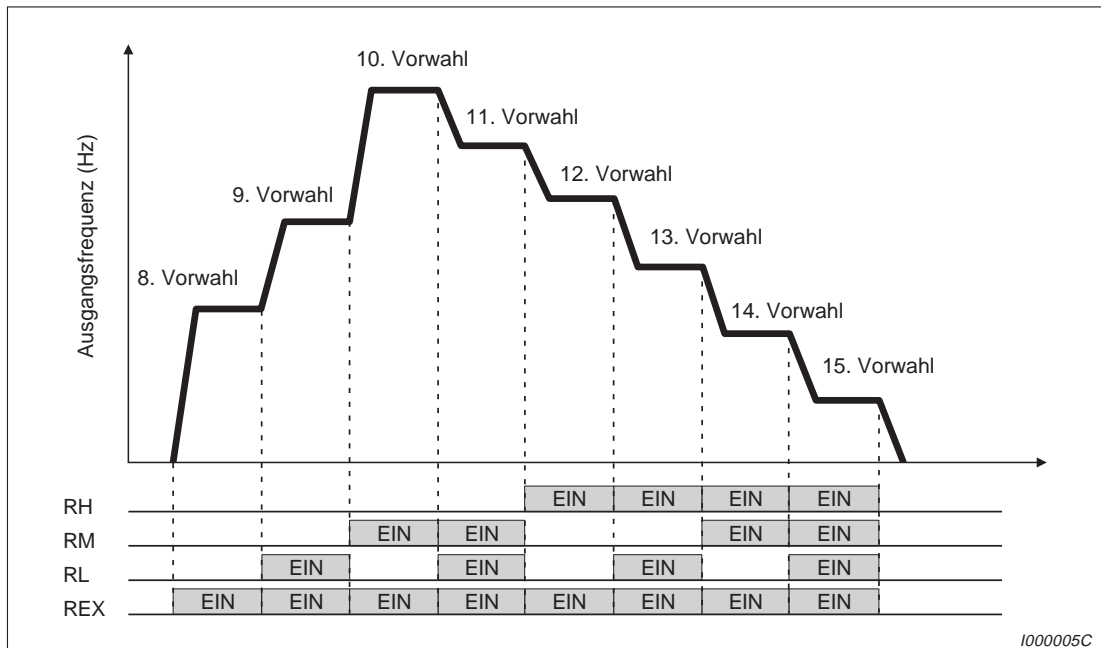 Ausgangsfrequenz (Hz)
8. Vorwahl
9. Vorwahl
10. Vorwahl
11. Vorwahl
12. Vorwahl
13. Vorwahl
14. Vorwahl
15. Vorwahl
RH EIN EIN EIN EIN
RM EIN EIN EIN EIN
RL EIN EIN EIN EIN
REX EIN EIN EIN EIN EIN EIN EIN EIN
I000005C